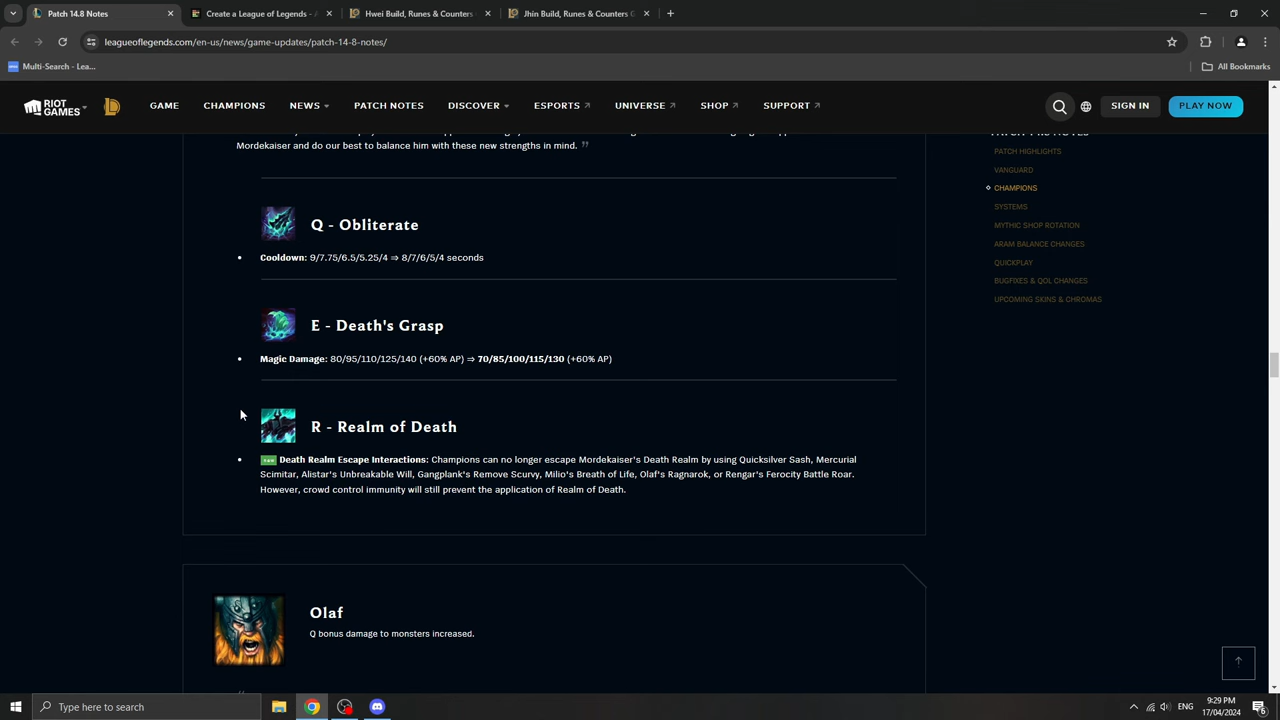 Patch 14.8 Notes
Create a League of Legends - A
Hwei Build, Runes & Counters
Jhin Build, Runes & Counters
leagueoflegends.com/en-us/news/game-updates/patch-14-8-notes/
Multi-Search - Lea...
All Bookmarks
RIOT GAMES
GAME
CHAMPIONS
NEWS
PATCH NOTES
DISCOVER
ESPORTS
UNIVERSE
SHOP
SUPPORT
SIGN IN
PLAY NOW
Mordekaiser and do our best to balance him with these new strengths in mind. ”
PATCH HIGHLIGHTS
VANGUARD
CHAMPIONS
SYSTEMS
MYTHIC SHOP ROTATION
ARAM BALANCE CHANGES
QUICKPLAY
BUGFIXES & QOL CHANGES
UPCOMING SKINS & CHROMAS
Q - Obliterate
• Cooldown: 9/7.75/6.5/5.25/4 ⇒ 8/7/6/5/4 seconds
E - Death's Grasp
• Magic Damage: 80/95/110/125/140 (+60% AP) ⇒ 70/85/100/115/130 (+60% AP)
R - Realm of Death
• NEW Death Realm Escape Interactions: Champions can no longer escape Mordekaiser's Death Realm by using Quicksilver Sash, Mercurial
Scimitar, Alistar's Unbreakable Will, Gangplank's Remove Scurvy, Milio's Breath of Life, Olaf's Ragnarok, or Rengar's Ferocity Battle Roar.
However, crowd control immunity will still prevent the application of Realm of Death.
Olaf
Q bonus damage to monsters increased.
Type here to search
ENG
9:29 PM
17/04/2024